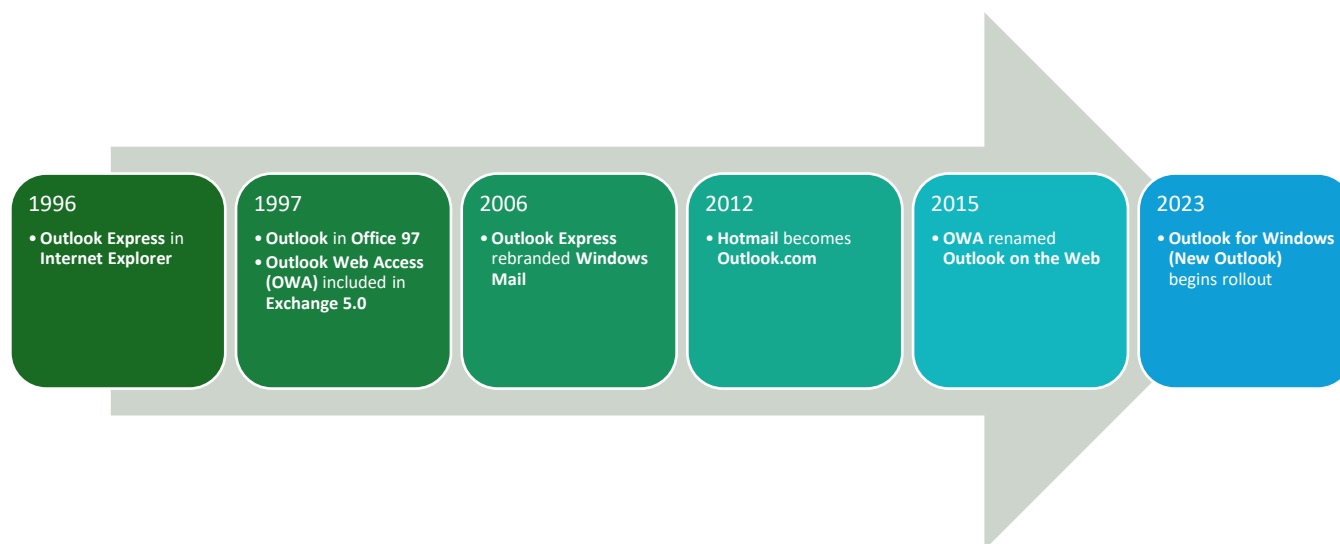 1996
• Outlook Express in
Internet Explorer
1997
• Outlook in Office 97
• Outlook Web Access
(OWA) included in
Exchange 5.0
2006
• Outlook Express
rebranded Windows
Mail
2012
• Hotmail becomes
Outlook.com
2015
• OWA renamed
Outlook on the Web
2023
• Outlook for Windows
(New Outlook)
begins rollout